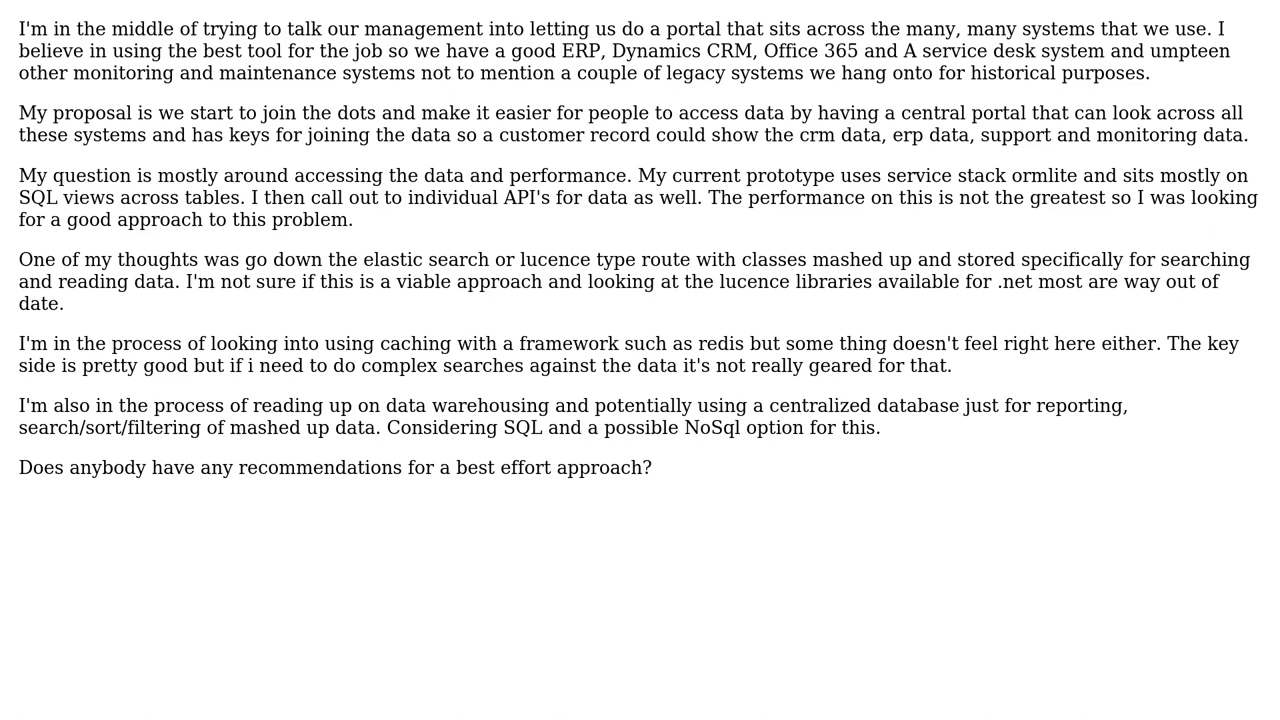 I'm in the middle of trying to talk our management into letting us do a portal that sits across the many, many systems that we use. I
believe in using the best tool for the job so we have a good ERP, Dynamics CRM, Office 365 and A service desk system and umpteen
other monitoring and maintenance systems not to mention a couple of legacy systems we hang onto for historical purposes.
My proposal is we start to join the dots and make it easier for people to access data by having a central portal that can look across all
these systems and has keys for joining the data so a customer record could show the crm data, erp data, support and monitoring data.
My question is mostly around accessing the data and performance. My current prototype uses service stack ormlite and sits mostly on
SQL views across tables. I then call out to individual API's for data as well. The performance on this is not the greatest so I was looking
for a good approach to this problem.
One of my thoughts was go down the elastic search or lucence type route with classes mashed up and stored specifically for searching
and reading data. I'm not sure if this is a viable approach and looking at the lucence libraries available for .net most are way out of
date.
I'm in the process of looking into using caching with a framework such as redis but some thing doesn't feel right here either. The key
side is pretty good but if i need to do complex searches against the data it's not really geared for that.
I'm also in the process of reading up on data warehousing and potentially using a centralized database just for reporting,
search/sort/filtering of mashed up data. Considering SQL and a possible NoSql option for this.
Does anybody have any recommendations for a best effort approach?